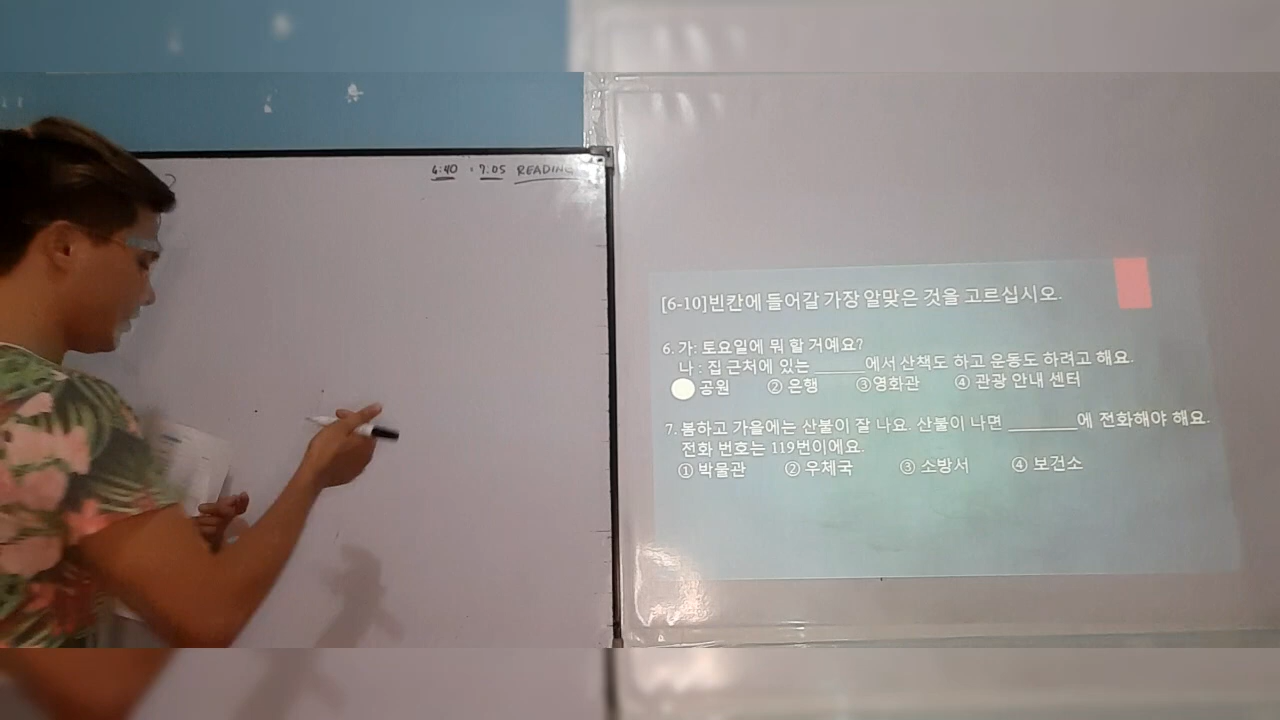 6:40 - 7:05 READING
[6-10]빈칸에 들어갈 가장 알맞은 것을 고르십시오.
6. 가: 토요일에 뭐 할 거예요?
나 : 집 근처에 있는 ______에서 산책도 하고 운동도 하려고 해요.
공원 ② 은행 ③영화관 ④ 관광 안내 센터
7. 봄하고 가을에는 산불이 잘 나요. 산불이 나면 ________에 전화해야 해요.
전화 번호는 119번이에요.
① 박물관 ② 우체국 ③ 소방서 ④ 보건소